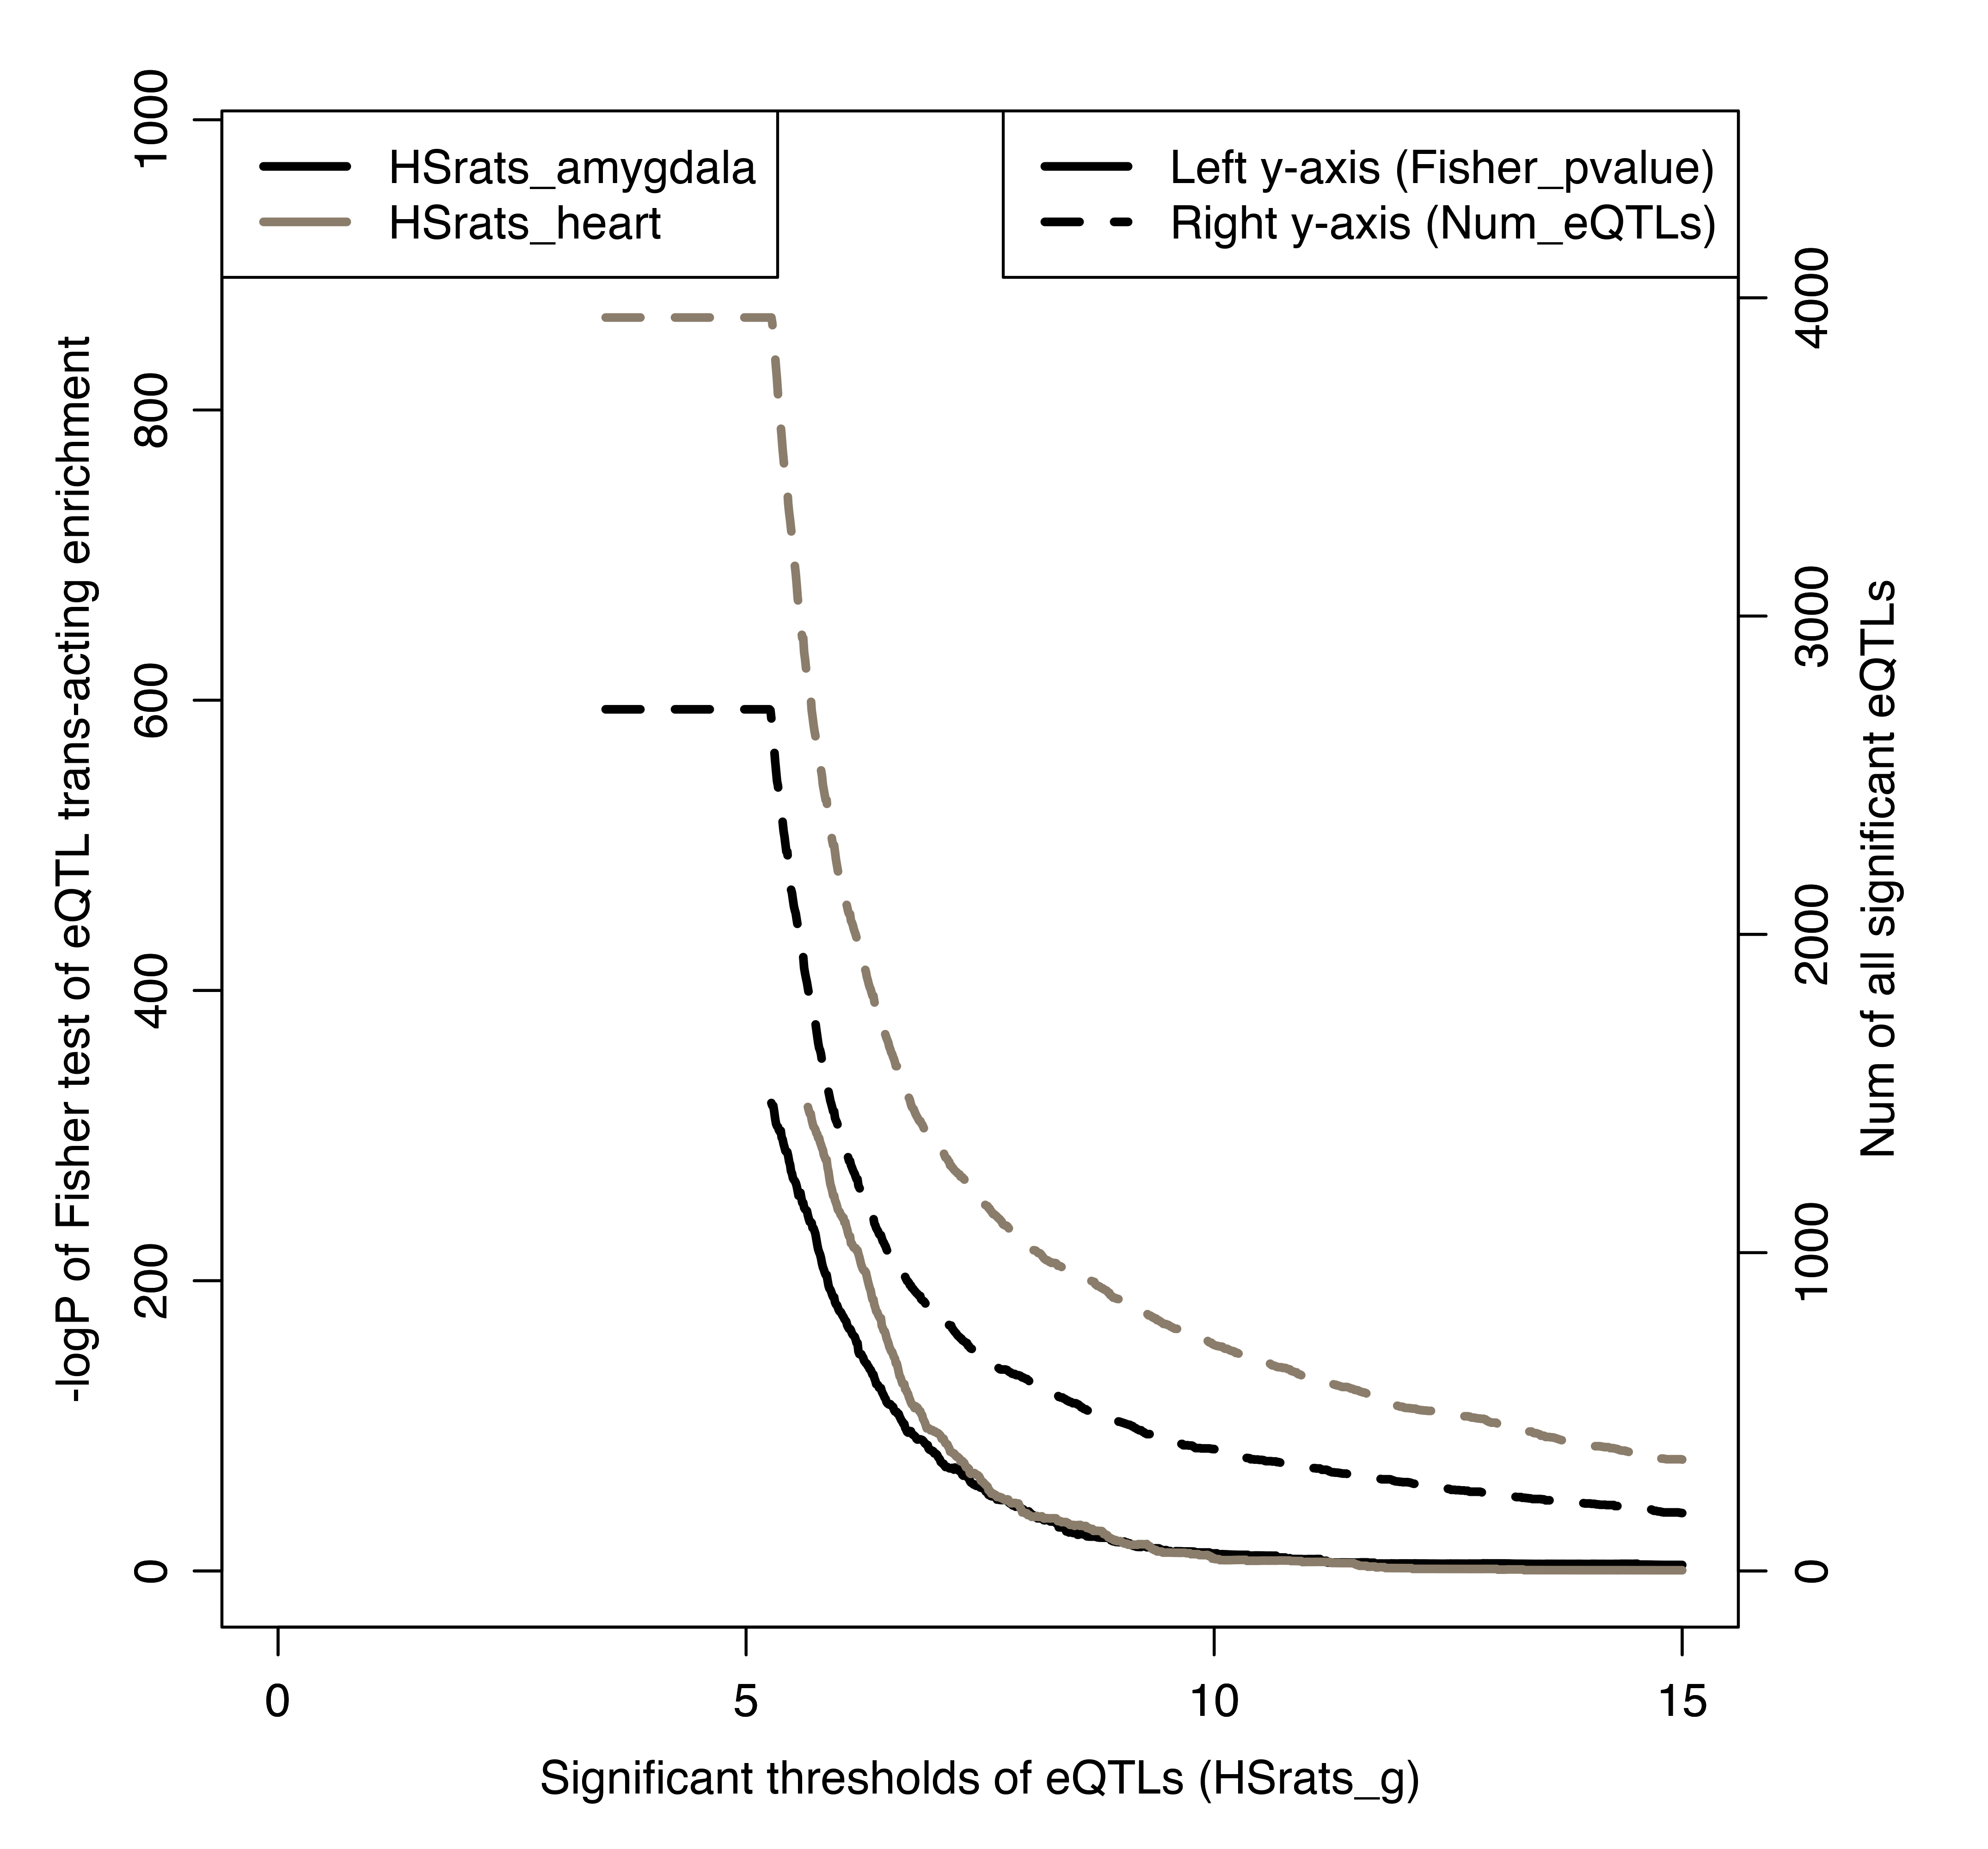 HSrats_amygdala
HSrats_heart
Left y-axis (Fisher_pvalue)
Right y-axis (Num_eQTLs)
-logP of Fisher test of eQTL trans-acting enrichment
0
200
400
600
800
1000
Num of all significant eQTLs
0
1000
2000
3000
4000
0
5
10
15
Significant thresholds of eQTLs (HSrats_g)